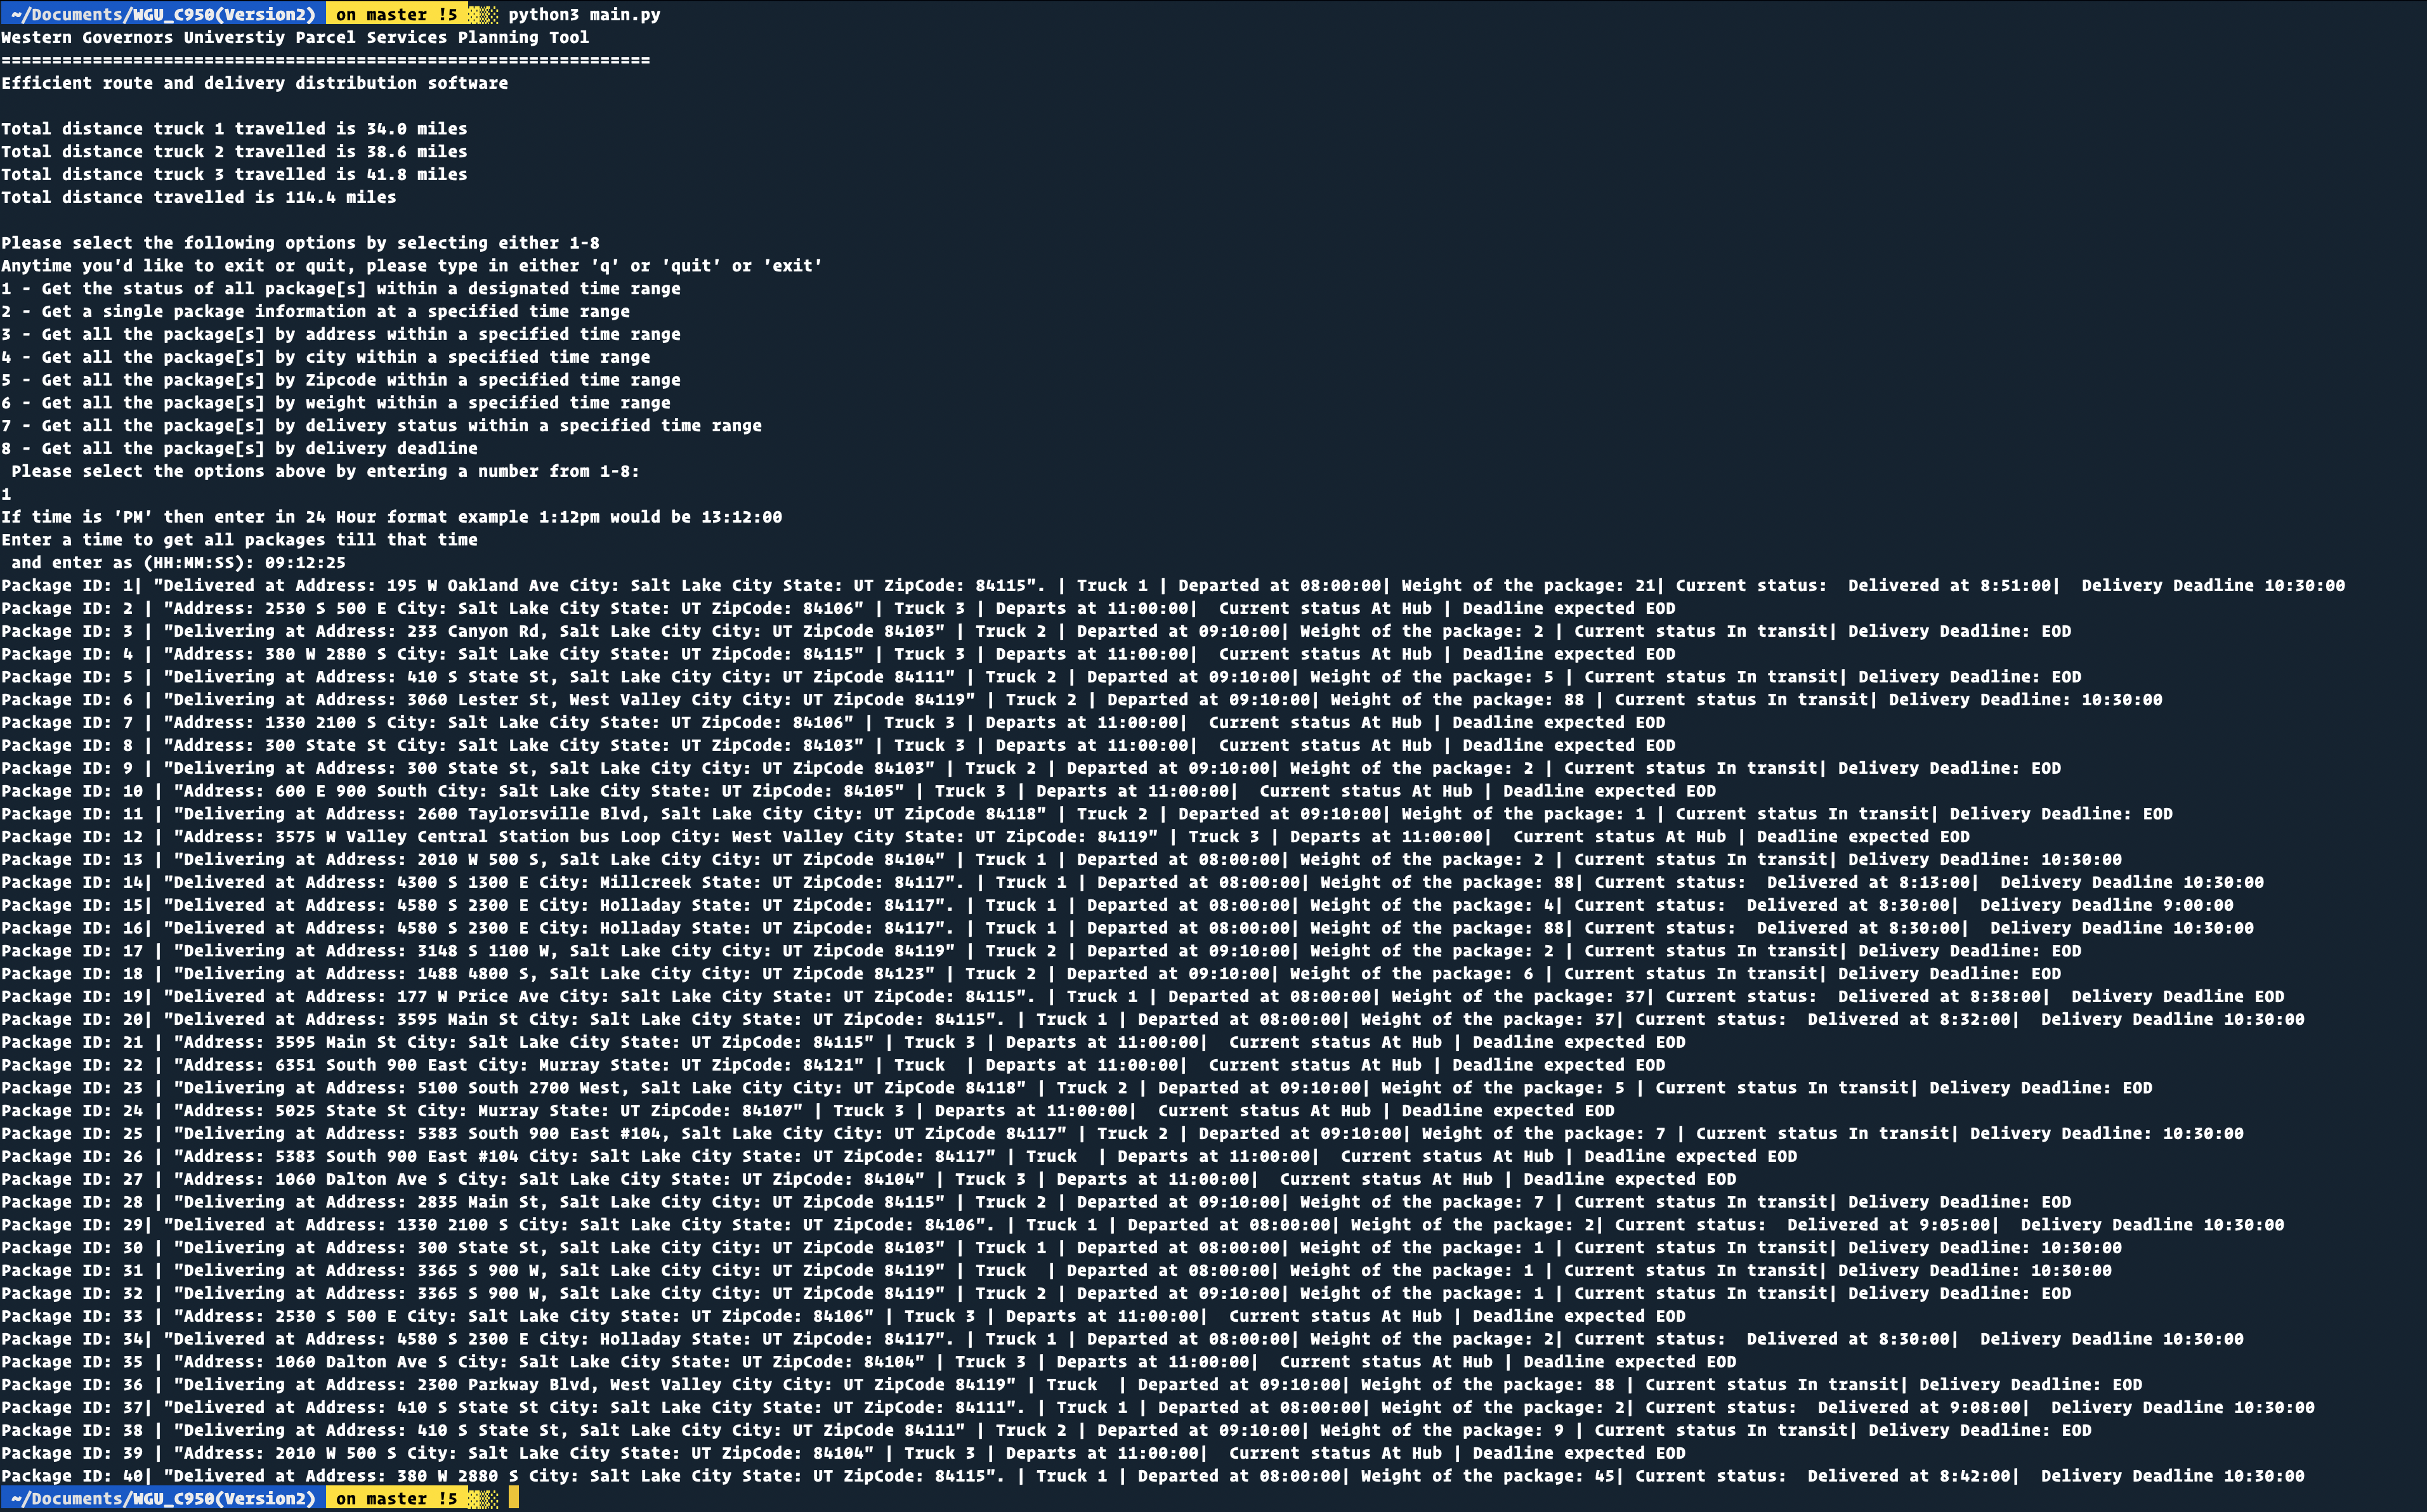 ~/Documents/WGU_C950(Version2) on master !5 python3 main.py
Western Governors Universtiy Parcel Services Planning Tool
================================================================
Efficient route and delivery distribution software
Total distance truck 1 travelled is 34.0 miles
Total distance truck 2 travelled is 38.6 miles
Total distance truck 3 travelled is 41.8 miles
Total distance travelled is 114.4 miles
Please select the following options by selecting either 1-8
Anytime you'd like to exit or quit, please type in either 'q' or 'quit' or 'exit'
1 - Get the status of all package[s] within a designated time range
2 - Get a single package information at a specified time range
3 - Get all the package[s] by address within a specified time range
4 - Get all the package[s] by city within a specified time range
5 - Get all the package[s] by Zipcode within a specified time range
6 - Get all the package[s] by weight within a specified time range
7 - Get all the package[s] by delivery status within a specified time range
8 - Get all the package[s] by delivery deadline
Please select the options above by entering a number from 1-8:
1
If time is 'PM' then enter in 24 Hour format example 1:12pm would be 13:12:00
Enter a time to get all packages till that time
and enter as (HH:MM:SS): 09:12:25
Package ID: 1| "Delivered at Address: 195 W Oakland Ave City: Salt Lake City State: UT ZipCode: 84115". | Truck 1 | Departed at 08:00:00| Weight of the package: 21| Current status:  Delivered at 8:51:00|  Delivery Deadline 10:30:00
Package ID: 2 | "Address: 2530 S 500 E City: Salt Lake City State: UT ZipCode: 84106" | Truck 3 | Departs at 11:00:00|  Current status At Hub | Deadline expected EOD
Package ID: 3 | "Delivering at Address: 233 Canyon Rd, Salt Lake City City: UT ZipCode 84103" | Truck 2 | Departed at 09:10:00| Weight of the package: 2 | Current status In transit| Delivery Deadline: EOD
Package ID: 4 | "Address: 380 W 2880 S City: Salt Lake City State: UT ZipCode: 84115" | Truck 3 | Departs at 11:00:00|  Current status At Hub | Deadline expected EOD
Package ID: 5 | "Delivering at Address: 410 S State St, Salt Lake City City: UT ZipCode 84111" | Truck 2 | Departed at 09:10:00| Weight of the package: 5 | Current status In transit| Delivery Deadline: EOD
Package ID: 6 | "Delivering at Address: 3060 Lester St, West Valley City City: UT ZipCode 84119" | Truck 2 | Departed at 09:10:00| Weight of the package: 88 | Current status In transit| Delivery Deadline: 10:30:00
Package ID: 7 | "Address: 1330 2100 S City: Salt Lake City State: UT ZipCode: 84106" | Truck 3 | Departs at 11:00:00|  Current status At Hub | Deadline expected EOD
Package ID: 8 | "Address: 300 State St City: Salt Lake City State: UT ZipCode: 84103" | Truck 3 | Departs at 11:00:00|  Current status At Hub | Deadline expected EOD
Package ID: 9 | "Delivering at Address: 300 State St, Salt Lake City City: UT ZipCode 84103" | Truck 2 | Departed at 09:10:00| Weight of the package: 2 | Current status In transit| Delivery Deadline: EOD
Package ID: 10 | "Address: 600 E 900 South City: Salt Lake City State: UT ZipCode: 84105" | Truck 3 | Departs at 11:00:00|  Current status At Hub | Deadline expected EOD
Package ID: 11 | "Delivering at Address: 2600 Taylorsville Blvd, Salt Lake City City: UT ZipCode 84118" | Truck 2 | Departed at 09:10:00| Weight of the package: 1 | Current status In transit| Delivery Deadline: EOD
Package ID: 12 | "Address: 3575 W Valley Central Station bus Loop City: West Valley City State: UT ZipCode: 84119" | Truck 3 | Departs at 11:00:00|  Current status At Hub | Deadline expected EOD
Package ID: 13 | "Delivering at Address: 2010 W 500 S, Salt Lake City City: UT ZipCode 84104" | Truck 1 | Departed at 08:00:00| Weight of the package: 2 | Current status In transit| Delivery Deadline: 10:30:00
Package ID: 14| "Delivered at Address: 4300 S 1300 E City: Millcreek State: UT ZipCode: 84117". | Truck 1 | Departed at 08:00:00| Weight of the package: 88| Current status:  Delivered at 8:13:00|  Delivery Deadline 10:30:00
Package ID: 15| "Delivered at Address: 4580 S 2300 E City: Holladay State: UT ZipCode: 84117". | Truck 1 | Departed at 08:00:00| Weight of the package: 4| Current status:  Delivered at 8:30:00|  Delivery Deadline 9:00:00
Package ID: 16| "Delivered at Address: 4580 S 2300 E City: Holladay State: UT ZipCode: 84117". | Truck 1 | Departed at 08:00:00| Weight of the package: 88| Current status:  Delivered at 8:30:00|  Delivery Deadline 10:30:00
Package ID: 17 | "Delivering at Address: 3148 S 1100 W, Salt Lake City City: UT ZipCode 84119" | Truck 2 | Departed at 09:10:00| Weight of the package: 2 | Current status In transit| Delivery Deadline: EOD
Package ID: 18 | "Delivering at Address: 1488 4800 S, Salt Lake City City: UT ZipCode 84123" | Truck 2 | Departed at 09:10:00| Weight of the package: 6 | Current status In transit| Delivery Deadline: EOD
Package ID: 19| "Delivered at Address: 177 W Price Ave City: Salt Lake City State: UT ZipCode: 84115". | Truck 1 | Departed at 08:00:00| Weight of the package: 37| Current status:  Delivered at 8:38:00|  Delivery Deadline EOD
Package ID: 20| "Delivered at Address: 3595 Main St City: Salt Lake City State: UT ZipCode: 84115". | Truck 1 | Departed at 08:00:00| Weight of the package: 37| Current status:  Delivered at 8:32:00|  Delivery Deadline 10:30:00
Package ID: 21 | "Address: 3595 Main St City: Salt Lake City State: UT ZipCode: 84115" | Truck 3 | Departs at 11:00:00|  Current status At Hub | Deadline expected EOD
Package ID: 22 | "Address: 6351 South 900 East City: Murray State: UT ZipCode: 84121" | Truck  | Departs at 11:00:00|  Current status At Hub | Deadline expected EOD
Package ID: 23 | "Delivering at Address: 5100 South 2700 West, Salt Lake City City: UT ZipCode 84118" | Truck 2 | Departed at 09:10:00| Weight of the package: 5 | Current status In transit| Delivery Deadline: EOD
Package ID: 24 | "Address: 5025 State St City: Murray State: UT ZipCode: 84107" | Truck 3 | Departs at 11:00:00|  Current status At Hub | Deadline expected EOD
Package ID: 25 | "Delivering at Address: 5383 South 900 East #104, Salt Lake City City: UT ZipCode 84117" | Truck 2 | Departed at 09:10:00| Weight of the package: 7 | Current status In transit| Delivery Deadline: 10:30:00
Package ID: 26 | "Address: 5383 South 900 East #104 City: Salt Lake City State: UT ZipCode: 84117" | Truck  | Departs at 11:00:00|  Current status At Hub | Deadline expected EOD
Package ID: 27 | "Address: 1060 Dalton Ave S City: Salt Lake City State: UT ZipCode: 84104" | Truck 3 | Departs at 11:00:00|  Current status At Hub | Deadline expected EOD
Package ID: 28 | "Delivering at Address: 2835 Main St, Salt Lake City City: UT ZipCode 84115" | Truck 2 | Departed at 09:10:00| Weight of the package: 7 | Current status In transit| Delivery Deadline: EOD
Package ID: 29| "Delivered at Address: 1330 2100 S City: Salt Lake City State: UT ZipCode: 84106". | Truck 1 | Departed at 08:00:00| Weight of the package: 2| Current status:  Delivered at 9:05:00|  Delivery Deadline 10:30:00
Package ID: 30 | "Delivering at Address: 300 State St, Salt Lake City City: UT ZipCode 84103" | Truck 1 | Departed at 08:00:00| Weight of the package: 1 | Current status In transit| Delivery Deadline: 10:30:00
Package ID: 31 | "Delivering at Address: 3365 S 900 W, Salt Lake City City: UT ZipCode 84119" | Truck  | Departed at 08:00:00| Weight of the package: 1 | Current status In transit| Delivery Deadline: 10:30:00
Package ID: 32 | "Delivering at Address: 3365 S 900 W, Salt Lake City City: UT ZipCode 84119" | Truck 2 | Departed at 09:10:00| Weight of the package: 1 | Current status In transit| Delivery Deadline: EOD
Package ID: 33 | "Address: 2530 S 500 E City: Salt Lake City State: UT ZipCode: 84106" | Truck 3 | Departs at 11:00:00|  Current status At Hub | Deadline expected EOD
Package ID: 34| "Delivered at Address: 4580 S 2300 E City: Holladay State: UT ZipCode: 84117". | Truck 1 | Departed at 08:00:00| Weight of the package: 2| Current status:  Delivered at 8:30:00|  Delivery Deadline 10:30:00
Package ID: 35 | "Address: 1060 Dalton Ave S City: Salt Lake City State: UT ZipCode: 84104" | Truck 3 | Departs at 11:00:00|  Current status At Hub | Deadline expected EOD
Package ID: 36 | "Delivering at Address: 2300 Parkway Blvd, West Valley City City: UT ZipCode 84119" | Truck  | Departed at 09:10:00| Weight of the package: 88 | Current status In transit| Delivery Deadline: EOD
Package ID: 37| "Delivered at Address: 410 S State St City: Salt Lake City State: UT ZipCode: 84111". | Truck 1 | Departed at 08:00:00| Weight of the package: 2| Current status:  Delivered at 9:08:00|  Delivery Deadline 10:30:00
Package ID: 38 | "Delivering at Address: 410 S State St, Salt Lake City City: UT ZipCode 84111" | Truck 2 | Departed at 09:10:00| Weight of the package: 9 | Current status In transit| Delivery Deadline: EOD
Package ID: 39 | "Address: 2010 W 500 S City: Salt Lake City State: UT ZipCode: 84104" | Truck 3 | Departs at 11:00:00|  Current status At Hub | Deadline expected EOD
Package ID: 40| "Delivered at Address: 380 W 2880 S City: Salt Lake City State: UT ZipCode: 84115". | Truck 1 | Departed at 08:00:00| Weight of the package: 45| Current status:  Delivered at 8:42:00|  Delivery Deadline 10:30:00
~/Documents/WGU_C950(Version2) on master !5